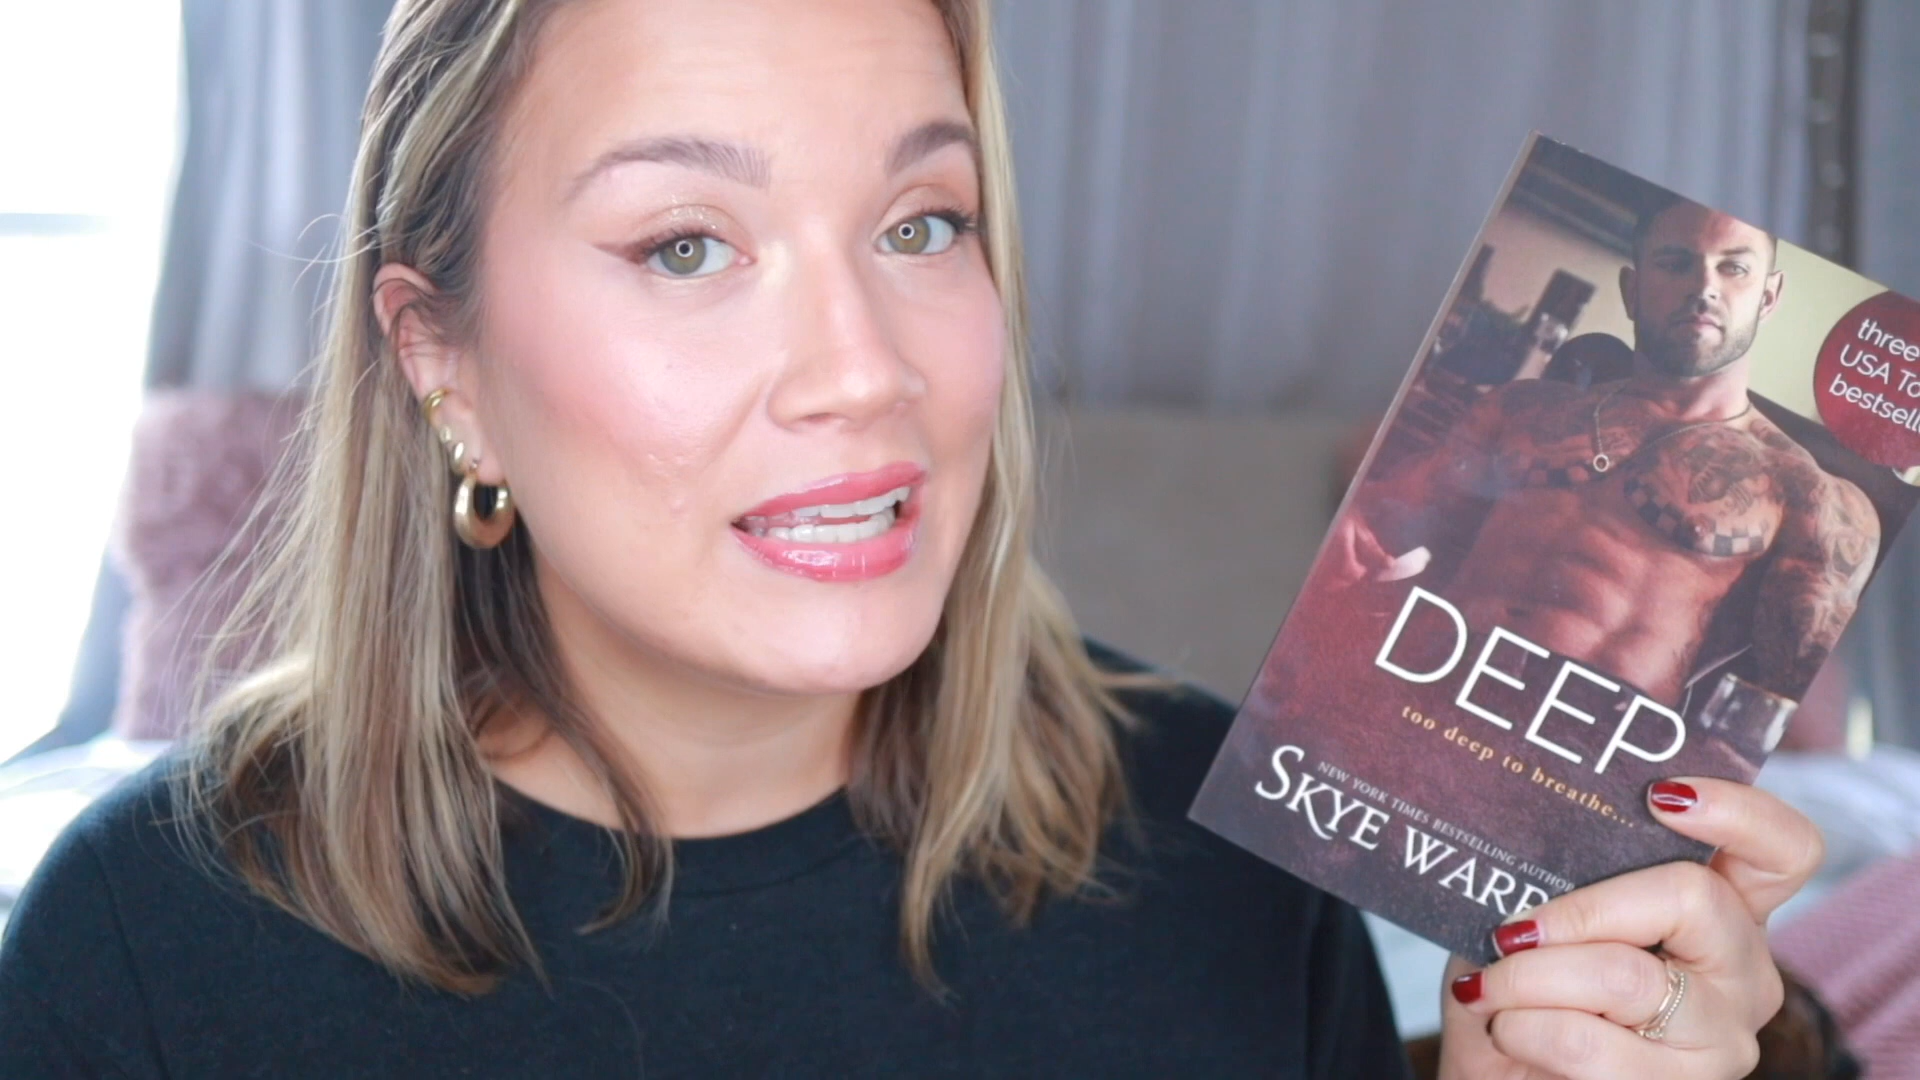 three
USA To
bestsell
DEEP
too deep to breathe...
NEW YORK TIMES BESTSELLING AUTHOR
SKYE WARR